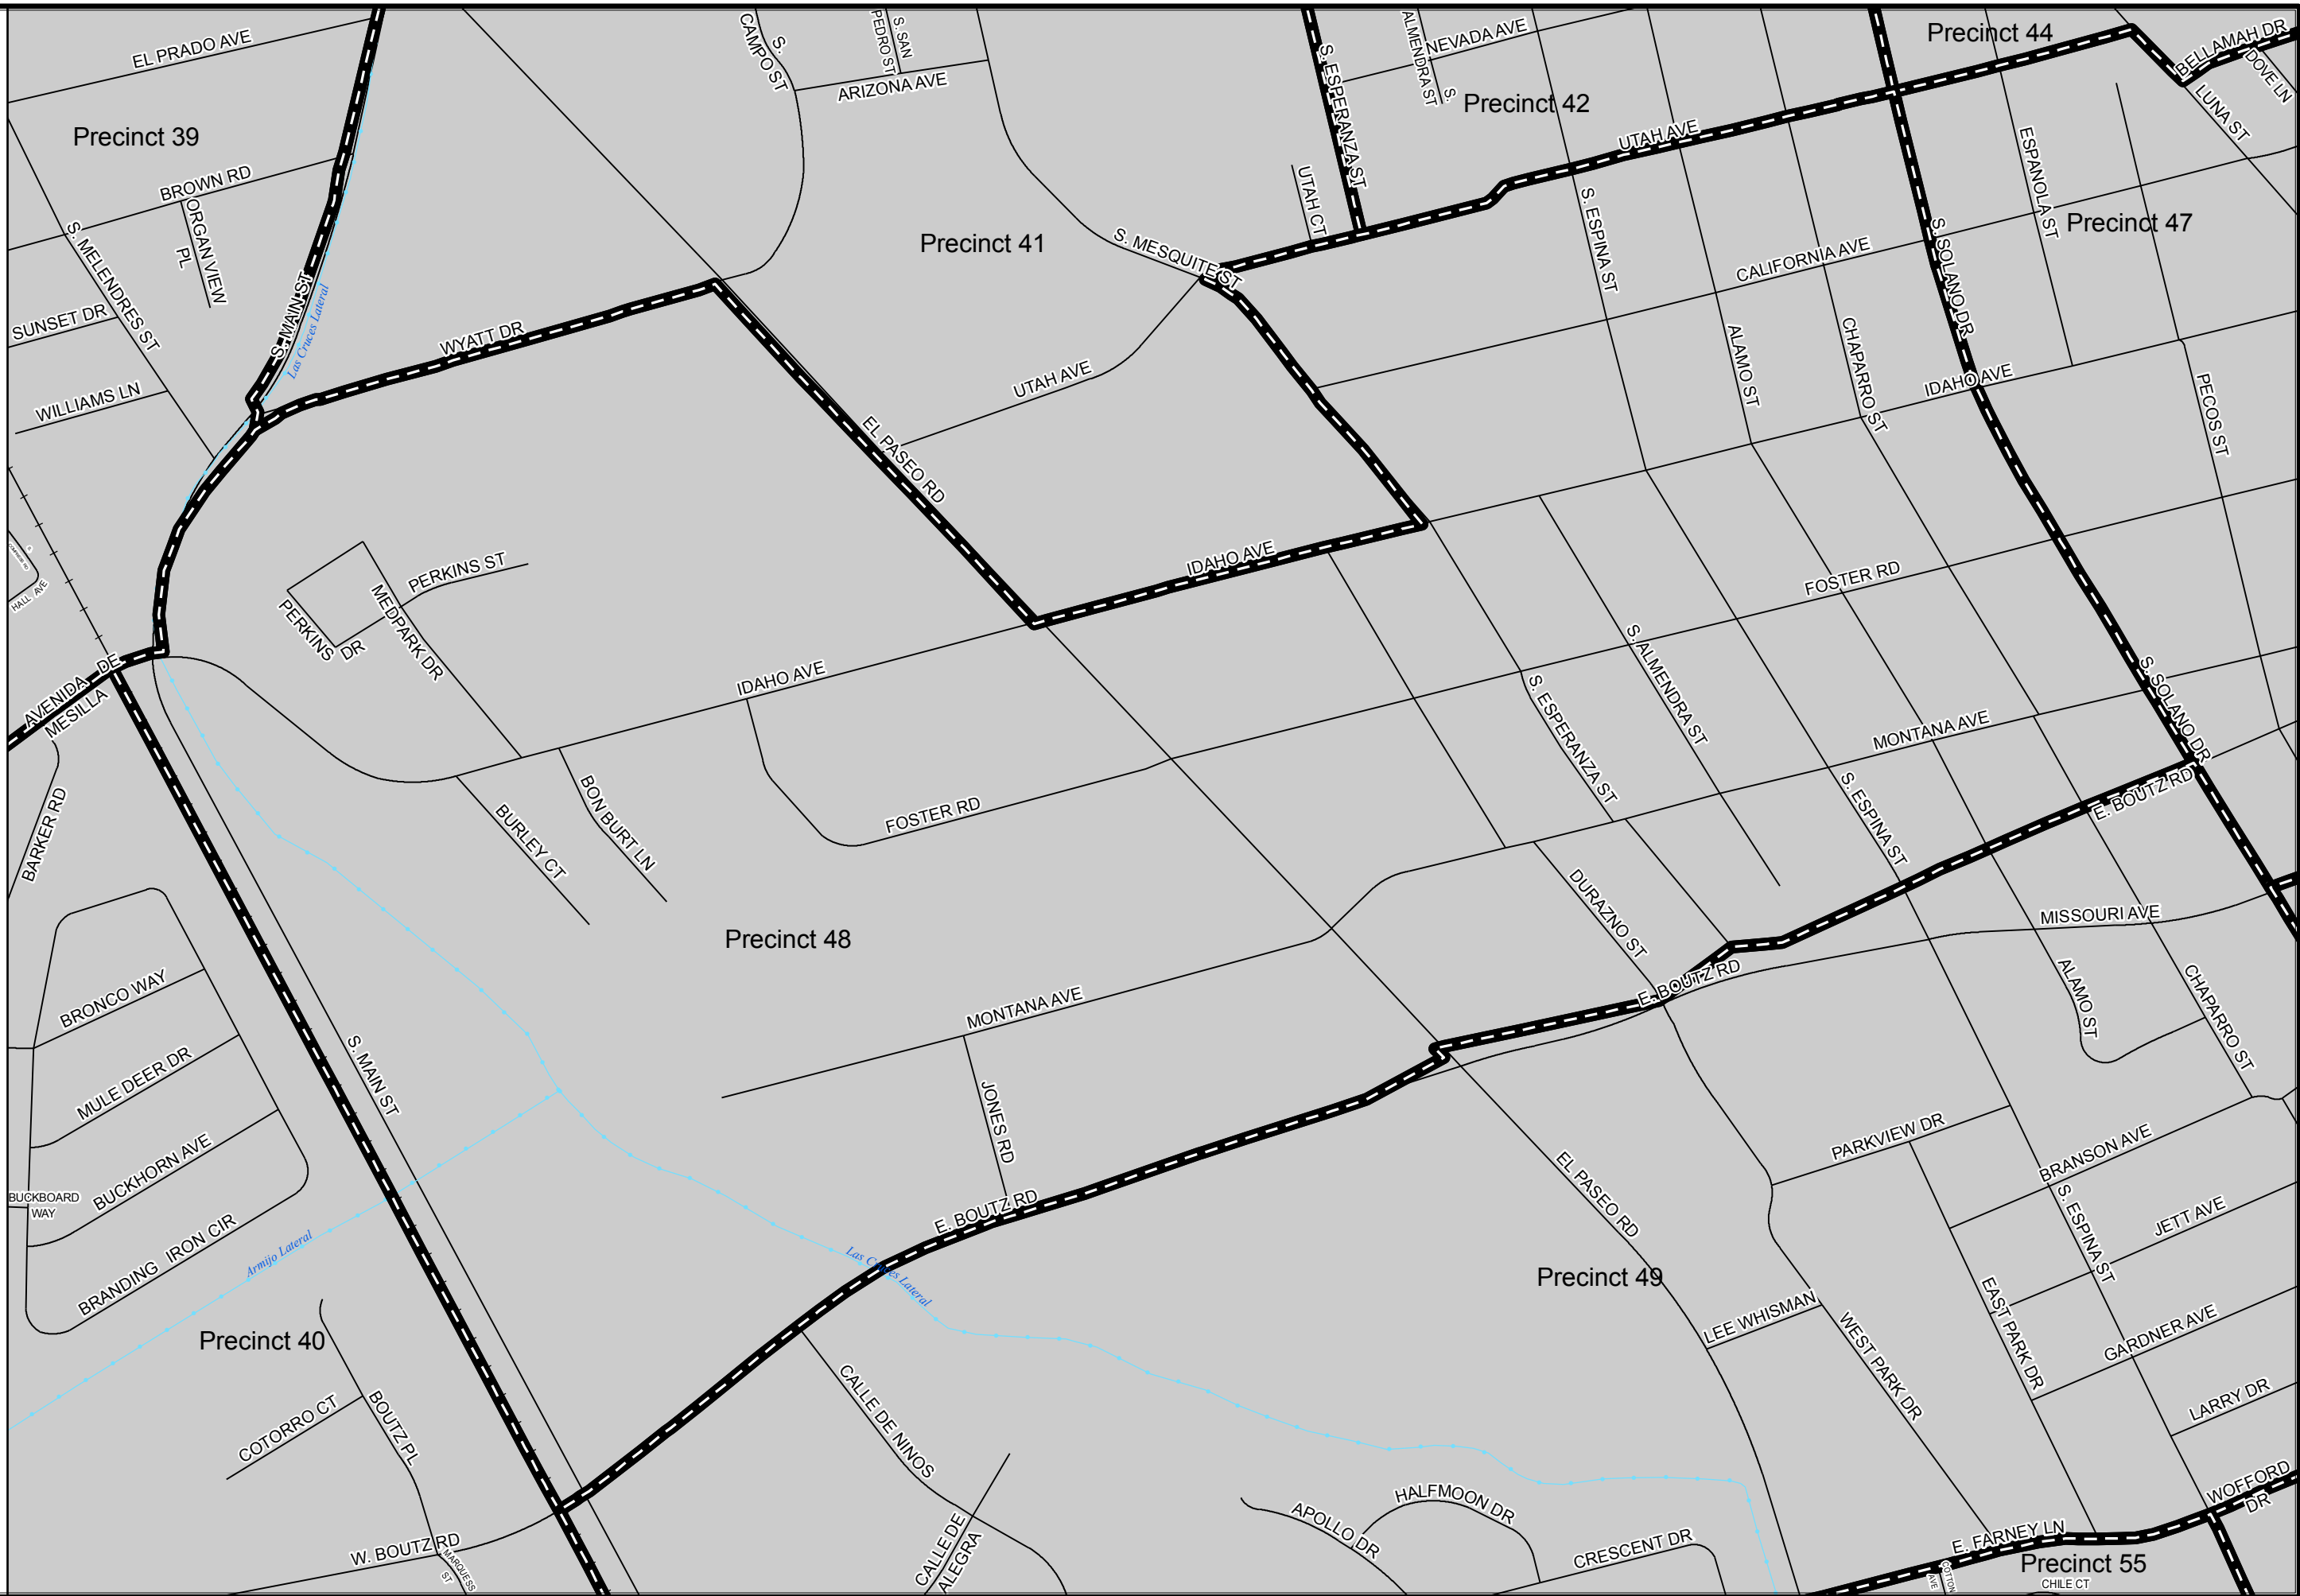 EL PRADO AVE
S. CAMPO ST
S. SAN PEDRO ST
ARIZONA AVE
S. ESPERANZA ST
S. ALMENDRA ST
NEVADA AVE
Precinct 42
Precinct 44
BELLAMAH DR
DOVE LN
LUNA ST
Precinct 39
BROWN RD
ORGAN VIEW PL
S. MELENDRES ST
SUNSET DR
WILLIAMS LN
S. MAIN ST
Las Cruces Lateral
WYATT DR
Precinct 41
S. MESQUITE ST
UTAH CT
UTAH AVE
UTAH AVE
S. ESPINA ST
CALIFORNIA AVE
ESPANOLA ST
Precinct 47
S. SOLANO DR
ALAMO ST
CHAPARRO ST
IDAHO AVE
PECOS ST
EL PASEO RD
IDAHO AVE
HALL AVE
PERKINS ST
MEDPARK DR
PERKINS DR
IDAHO AVE
AVENIDA DE
MESILLA
FOSTER RD
S. ALMENDRA ST
S. ESPERANZA ST
MONTANA AVE
S. SOLANO DR
E. BOUTZ RD
S. ESPINA ST
BARKER RD
BURLEY CT
BON BURT LN
FOSTER RD
DURAZNO ST
MISSOURI AVE
Precinct 48
E. BOUTZ RD
ALAMO ST
CHAPARRO ST
BRONCO WAY
MULE DEER DR
BUCKHORN AVE
BUCKBOARD
WAY
BRANDING IRON CIR
Armijo Lateral
S. MAIN ST
MONTANA AVE
JONES RD
E. BOUTZ RD
Las Cruces Lateral
EL PASEO RD
Precinct 49
PARKVIEW DR
BRANSON AVE
S. ESPINA ST
JETT AVE
EAST PARK DR
GARDNER AVE
LEE WHISMAN
WEST PARK DR
LARRY DR
Precinct 40
COTORRO CT
BOUTZ PL
W. BOUTZ RD
MARQUESS ST
CALLE DE NINOS
CALLE DE ALEGRA
APOLLO DR
HALFMOON DR
CRESCENT DR
E. FARNEY LN
WOFFORD DR
Precinct 55
COTTON AVE
CHILE CT